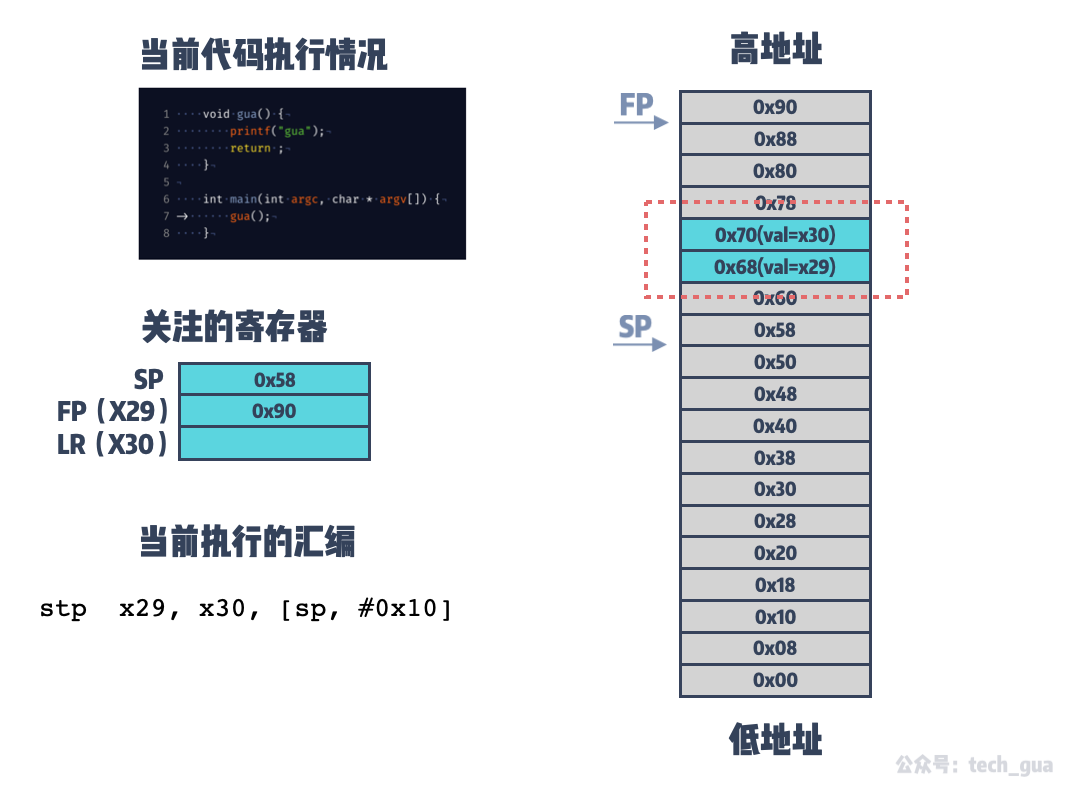 当前代码执行情况
1 void gua() {
2 printf("gua");
3 return ;
4 }
5
6 int main(int argc, char * argv[]) {
7 gua();
8 }
关注的寄存器
SP 0x58
FP（X29） 0x90
LR（X30）
当前执行的汇编
stp x29, x30, [sp, #0x10]
高地址
FP
0x90
0x88
0x80
0x78
0x70(val=x30)
0x68(val=x29)
0x60
SP
0x58
0x50
0x48
0x40
0x38
0x30
0x28
0x20
0x18
0x10
0x08
0x00
低地址
公众号：tech_gua